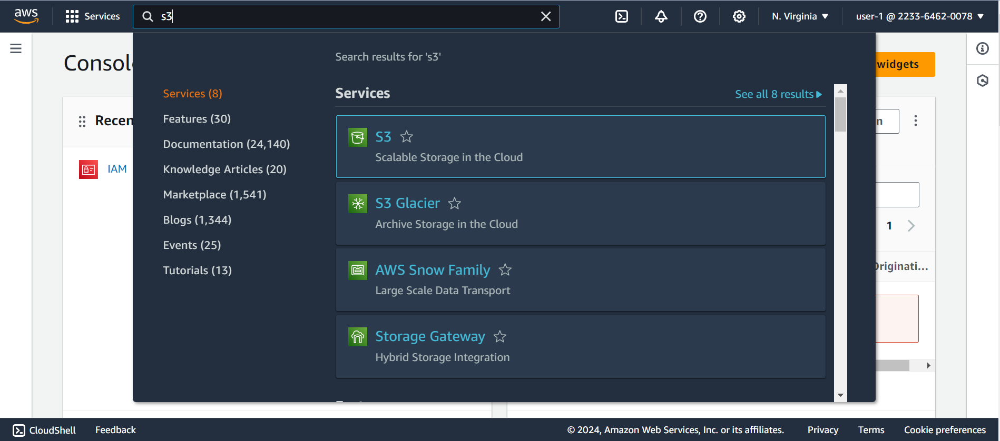 aws
Services
s3
N. Virginia
user-1 @ 2233-6462-0078
Search results for 's3'
widgets
Services (8)
Features (30)
Documentation (24,140)
Knowledge Articles (20)
Marketplace (1,541)
Blogs (1,344)
Events (25)
Tutorials (13)
Services
See all 8 results
S3
Scalable Storage in the Cloud
S3 Glacier
Archive Storage in the Cloud
AWS Snow Family
Large Scale Data Transport
Storage Gateway
Hybrid Storage Integration
Consol
Recen
IAM
n
1
Originati...
CloudShell
Feedback
© 2024, Amazon Web Services, Inc. or its affiliates.
Privacy
Terms
Cookie preferences